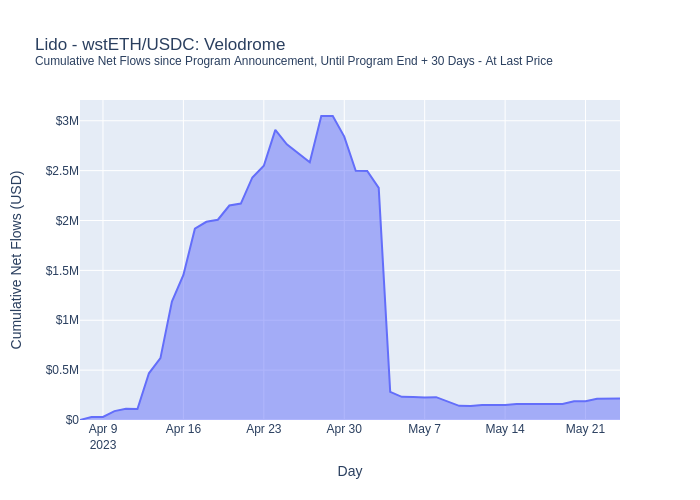 Lido - wstETH/USDC: Velodrome
Cumulative Net Flows since Program Announcement, Until Program End + 30 Days - At Last Price
Cumulative Net Flows (USD)
$3M
$2.5M
$2M
$1.5M
$1M
$0.5M
$0
Apr 9
2023
Apr 16
Apr 23
Apr 30
May 7
May 14
May 21
Day